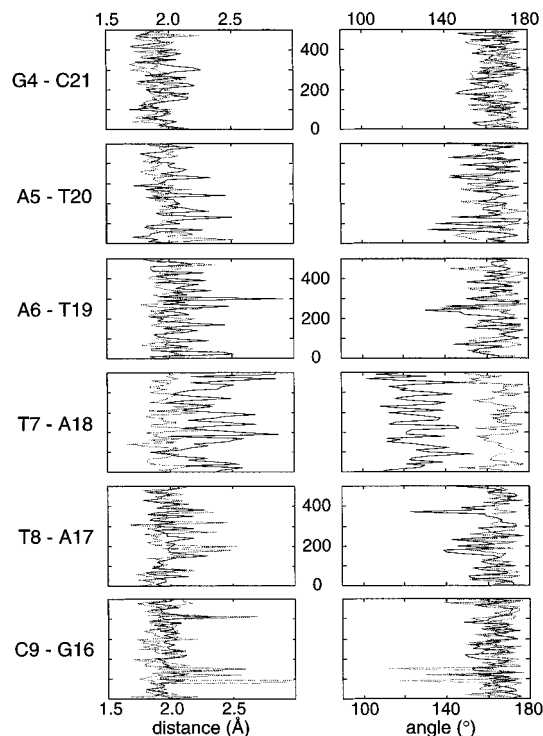 1.5 2.0 2.5 100 140 180
G4 - C21
400
200
0
A5 - T20
A6 - T19
400
200
0
T7 - A18
T8 - A17
400
200
0
C9 - G16
1.5 2.0 2.5 100 140 180
distance (Å) angle (°)